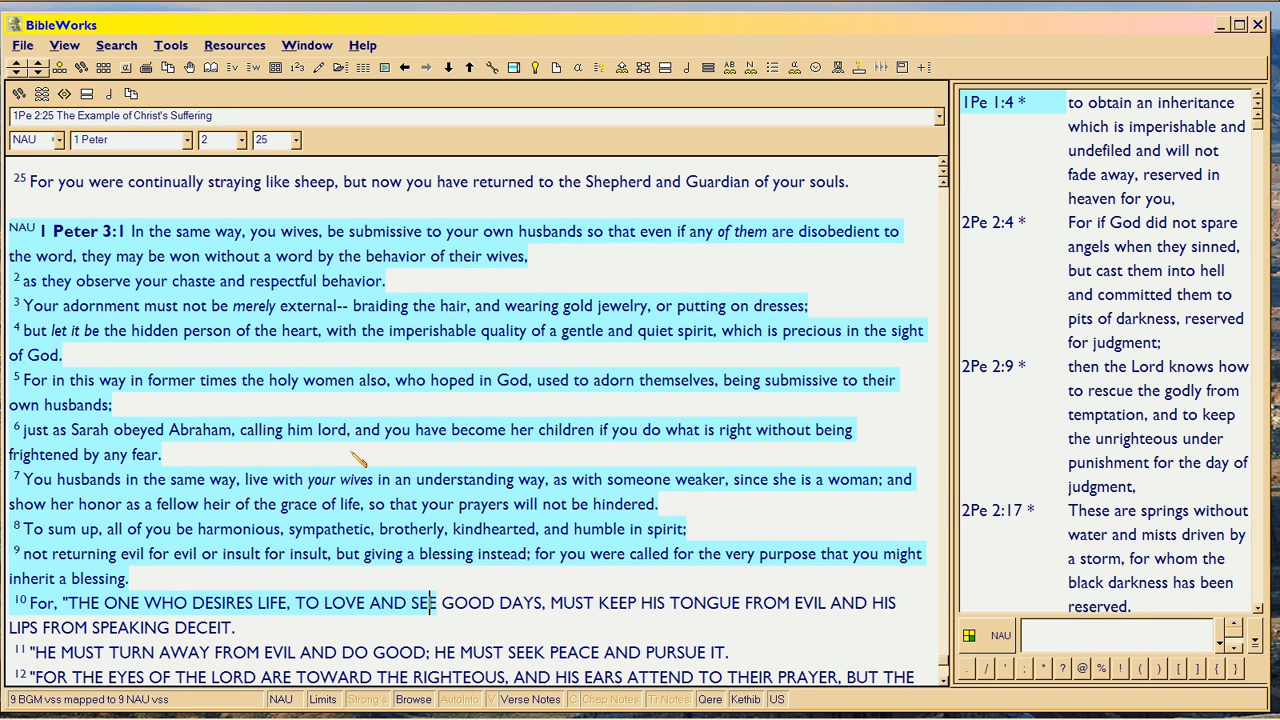 BibleWorks
File View Search Tools Resources Window Help
1Pe 2:25 The Example of Christ's Suffering
NAU 1 Peter 2 25
25 For you were continually straying like sheep, but now you have returned to the Shepherd and Guardian of your souls.
NAU 1 Peter 3:1 In the same way, you wives, be submissive to your own husbands so that even if any of them are disobedient to
the word, they may be won without a word by the behavior of their wives,
2 as they observe your chaste and respectful behavior.
3 Your adornment must not be merely external-- braiding the hair, and wearing gold jewelry, or putting on dresses;
4 but let it be the hidden person of the heart, with the imperishable quality of a gentle and quiet spirit, which is precious in the sight
of God.
5 For in this way in former times the holy women also, who hoped in God, used to adorn themselves, being submissive to their
own husbands;
6 just as Sarah obeyed Abraham, calling him lord, and you have become her children if you do what is right without being
frightened by any fear.
7 You husbands in the same way, live with your wives in an understanding way, as with someone weaker, since she is a woman; and
show her honor as a fellow heir of the grace of life, so that your prayers will not be hindered.
8 To sum up, all of you be harmonious, sympathetic, brotherly, kindhearted, and humble in spirit;
9 not returning evil for evil or insult for insult, but giving a blessing instead; for you were called for the very purpose that you might
inherit a blessing.
10 For, "THE ONE WHO DESIRES LIFE, TO LOVE AND SEE GOOD DAYS, MUST KEEP HIS TONGUE FROM EVIL AND HIS
LIPS FROM SPEAKING DECEIT.
11 "HE MUST TURN AWAY FROM EVIL AND DO GOOD; HE MUST SEEK PEACE AND PURSUE IT.
12 "FOR THE EYES OF THE LORD ARE TOWARD THE RIGHTEOUS, AND HIS EARS ATTEND TO THEIR PRAYER, BUT THE
1Pe 1:4 * to obtain an inheritance
which is imperishable and
undefiled and will not
fade away, reserved in
heaven for you,
2Pe 2:4 * For if God did not spare
angels when they sinned,
but cast them into hell
and committed them to
pits of darkness, reserved
for judgment;
2Pe 2:9 * then the Lord knows how
to rescue the godly from
temptation, and to keep
the unrighteous under
punishment for the day of
judgment,
2Pe 2:17 * These are springs without
water and mists driven by
a storm, for whom the
black darkness has been
reserved.
NAU
. / ' ; * ? @ % ! ( ) [ ] { }
9 BGM vss mapped to 9 NAU vss NAU Limits Strong's Browse AutoInfo V Verse Notes C Chap Notes Tr Notes Qere Kethib US